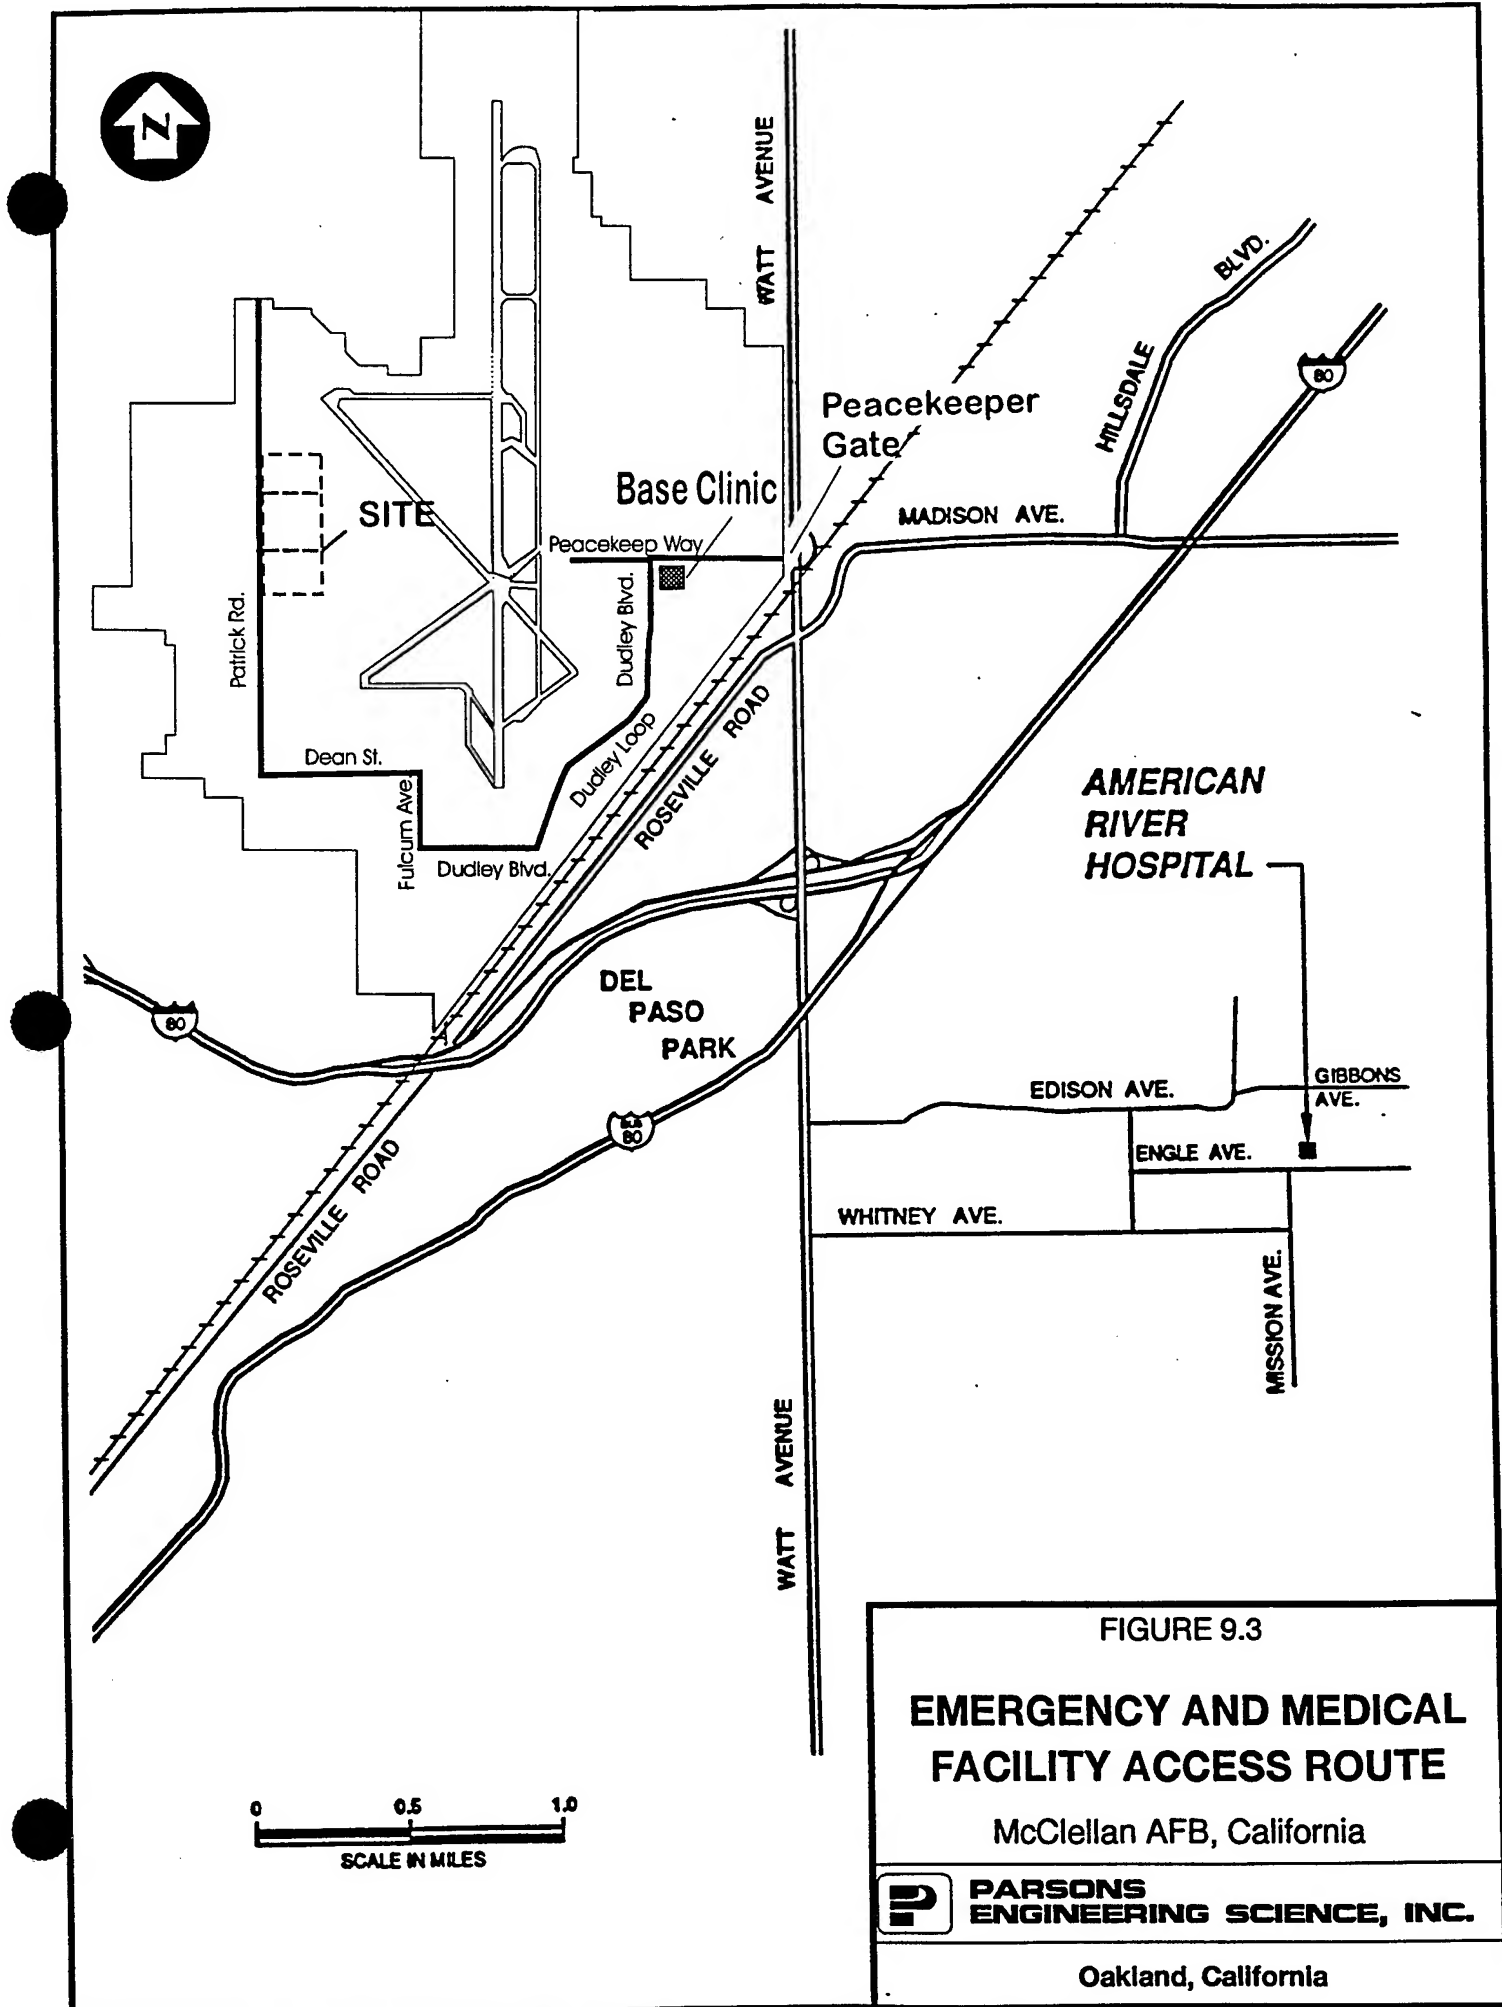 N
WATT AVENUE
HILLSDALE BLVD.
80
Peacekeeper
Gate
Base Clinic
MADISON AVE.
SITE
Peacekeep Way
Patrick Rd.
Dudley Blvd.
Dean St.
Dudley Loop
ROSEVILLE ROAD
Fulcum Ave.
Dudley Blvd.
AMERICAN
RIVER
HOSPITAL
DEL
PASO
PARK
80
EDISON AVE.
GIBBONS
AVE.
80
ENGLE AVE.
ROSEVILLE ROAD
WHITNEY AVE.
MISSION AVE.
WATT AVENUE
0 0.5 1.0
SCALE IN MILES
FIGURE 9.3
EMERGENCY AND MEDICAL
FACILITY ACCESS ROUTE
McClellan AFB, California
P
PARSONS
ENGINEERING SCIENCE, INC.
Oakland, California